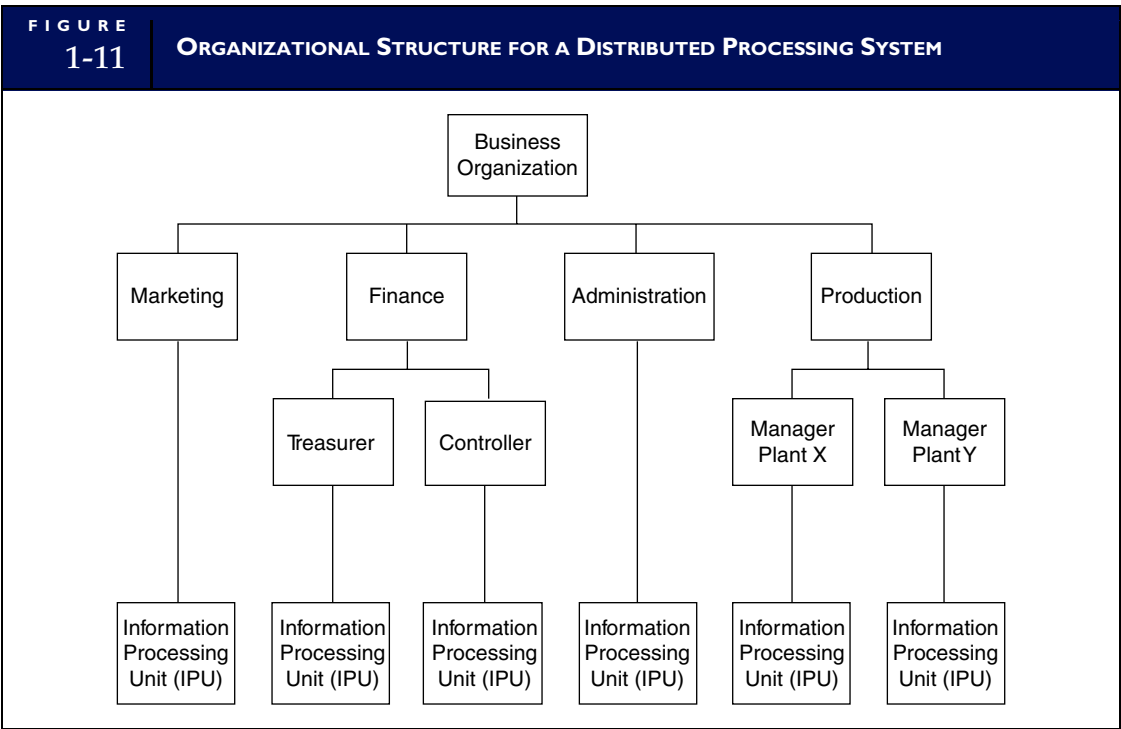 FIGURE
1-11
ORGANIZATIONAL STRUCTURE FOR A DISTRIBUTED PROCESSING SYSTEM
Business
Organization
Marketing
Finance
Administration
Production
Treasurer
Controller
Manager
Plant X
Manager
Plant Y
Information
Processing
Unit (IPU)
Information
Processing
Unit (IPU)
Information
Processing
Unit (IPU)
Information
Processing
Unit (IPU)
Information
Processing
Unit (IPU)
Information
Processing
Unit (IPU)